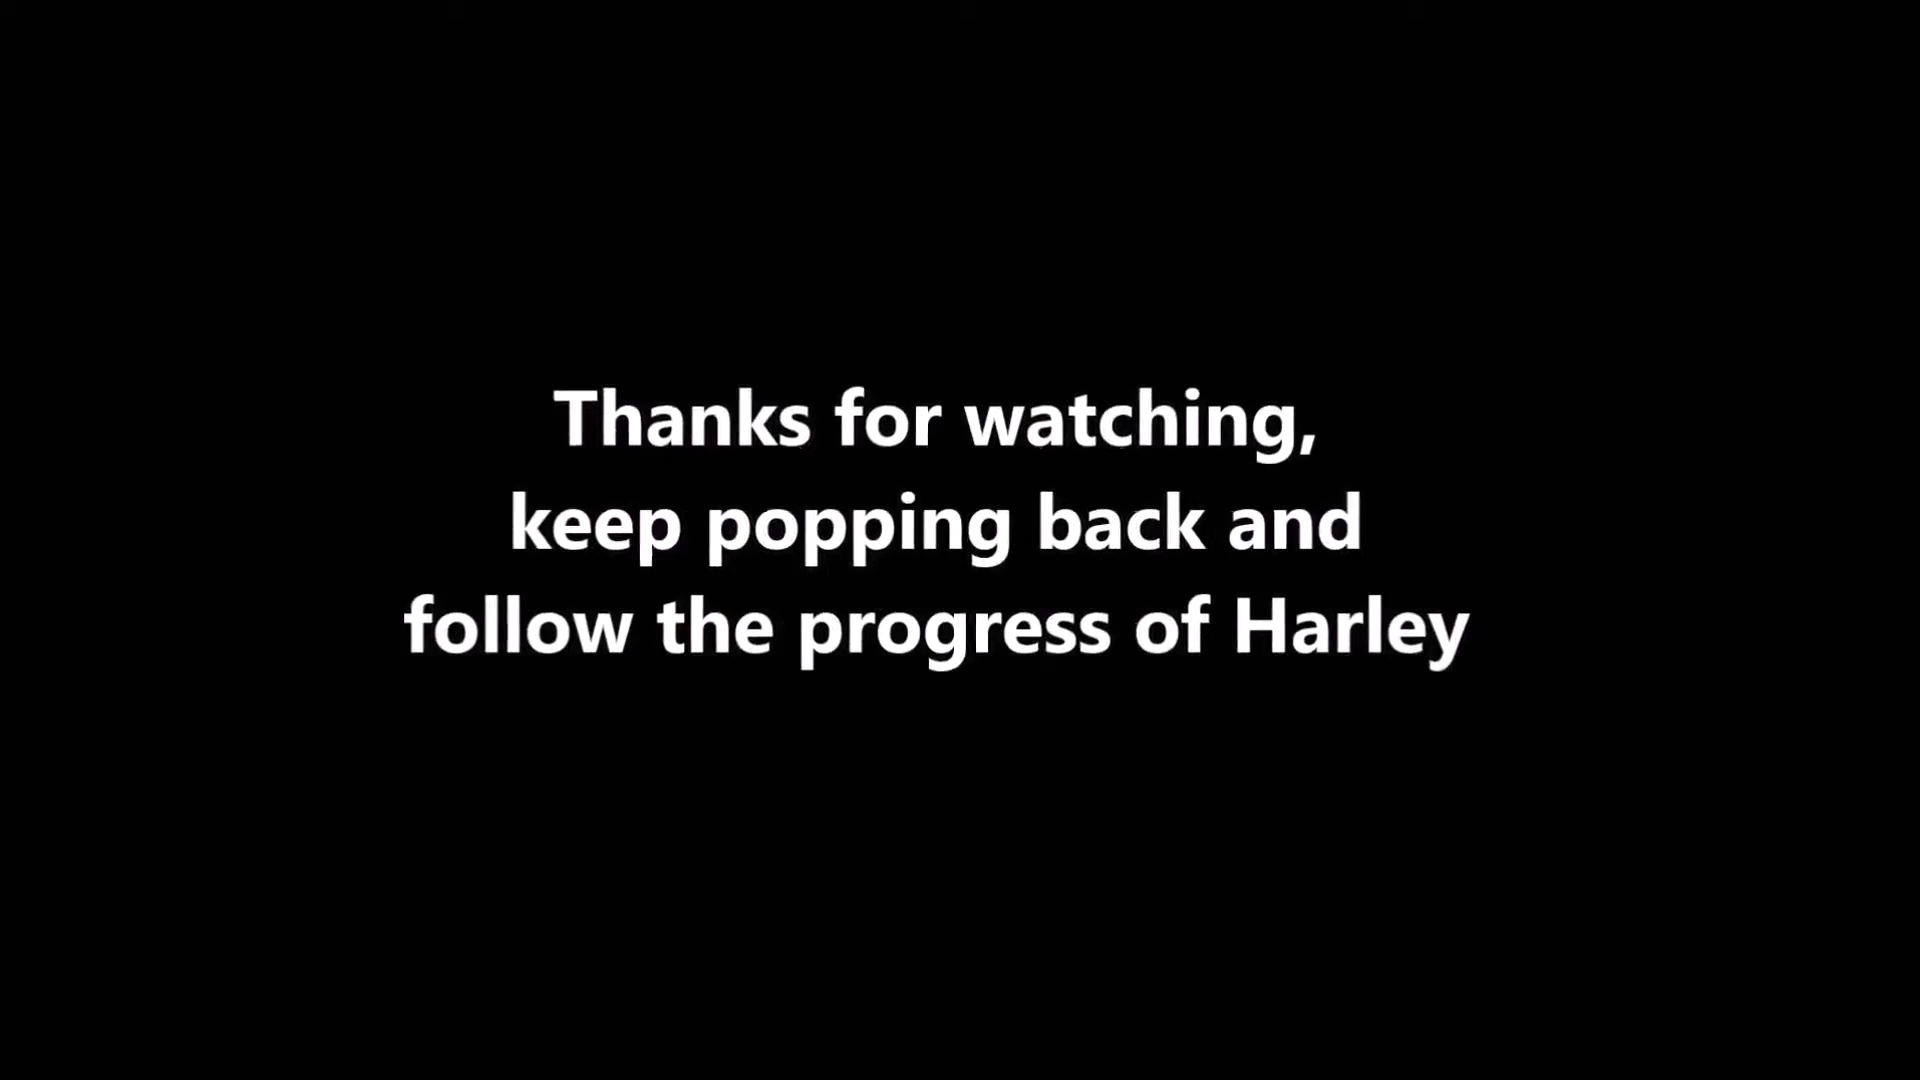 Thanks for watching,
keep popping back and
follow the progress of Harley